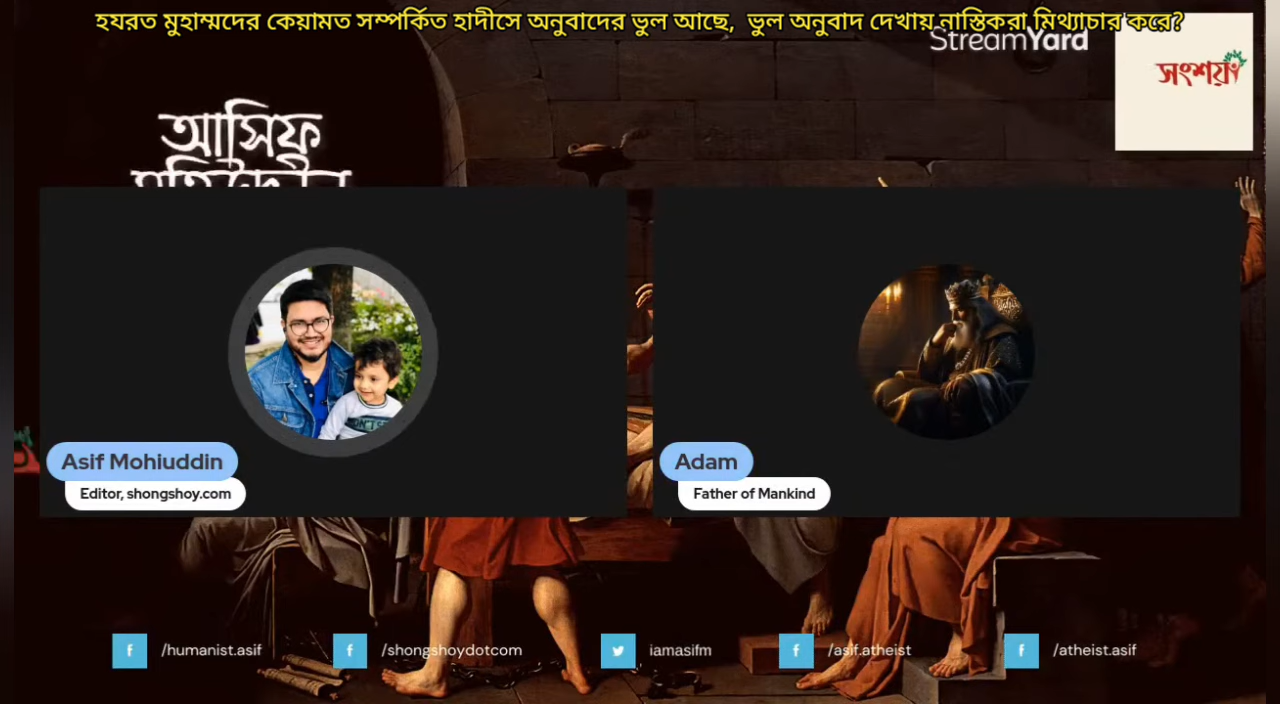 হযরত মুহাম্মদের কেয়ামত সম্পর্কিত হাদীসে অনুবাদের ভুল আছে, ভুল অনুবাদ দেখায় নাস্তিকরা মিথ্যাচার করে?
StreamYard
সংশয়
আসিফ
Asif Mohiuddin
Editor, shongshoy.com
Adam
Father of Mankind
/humanist.asif
/shongshoydotcom
iamasifm
/asif.atheist
/atheist.asif